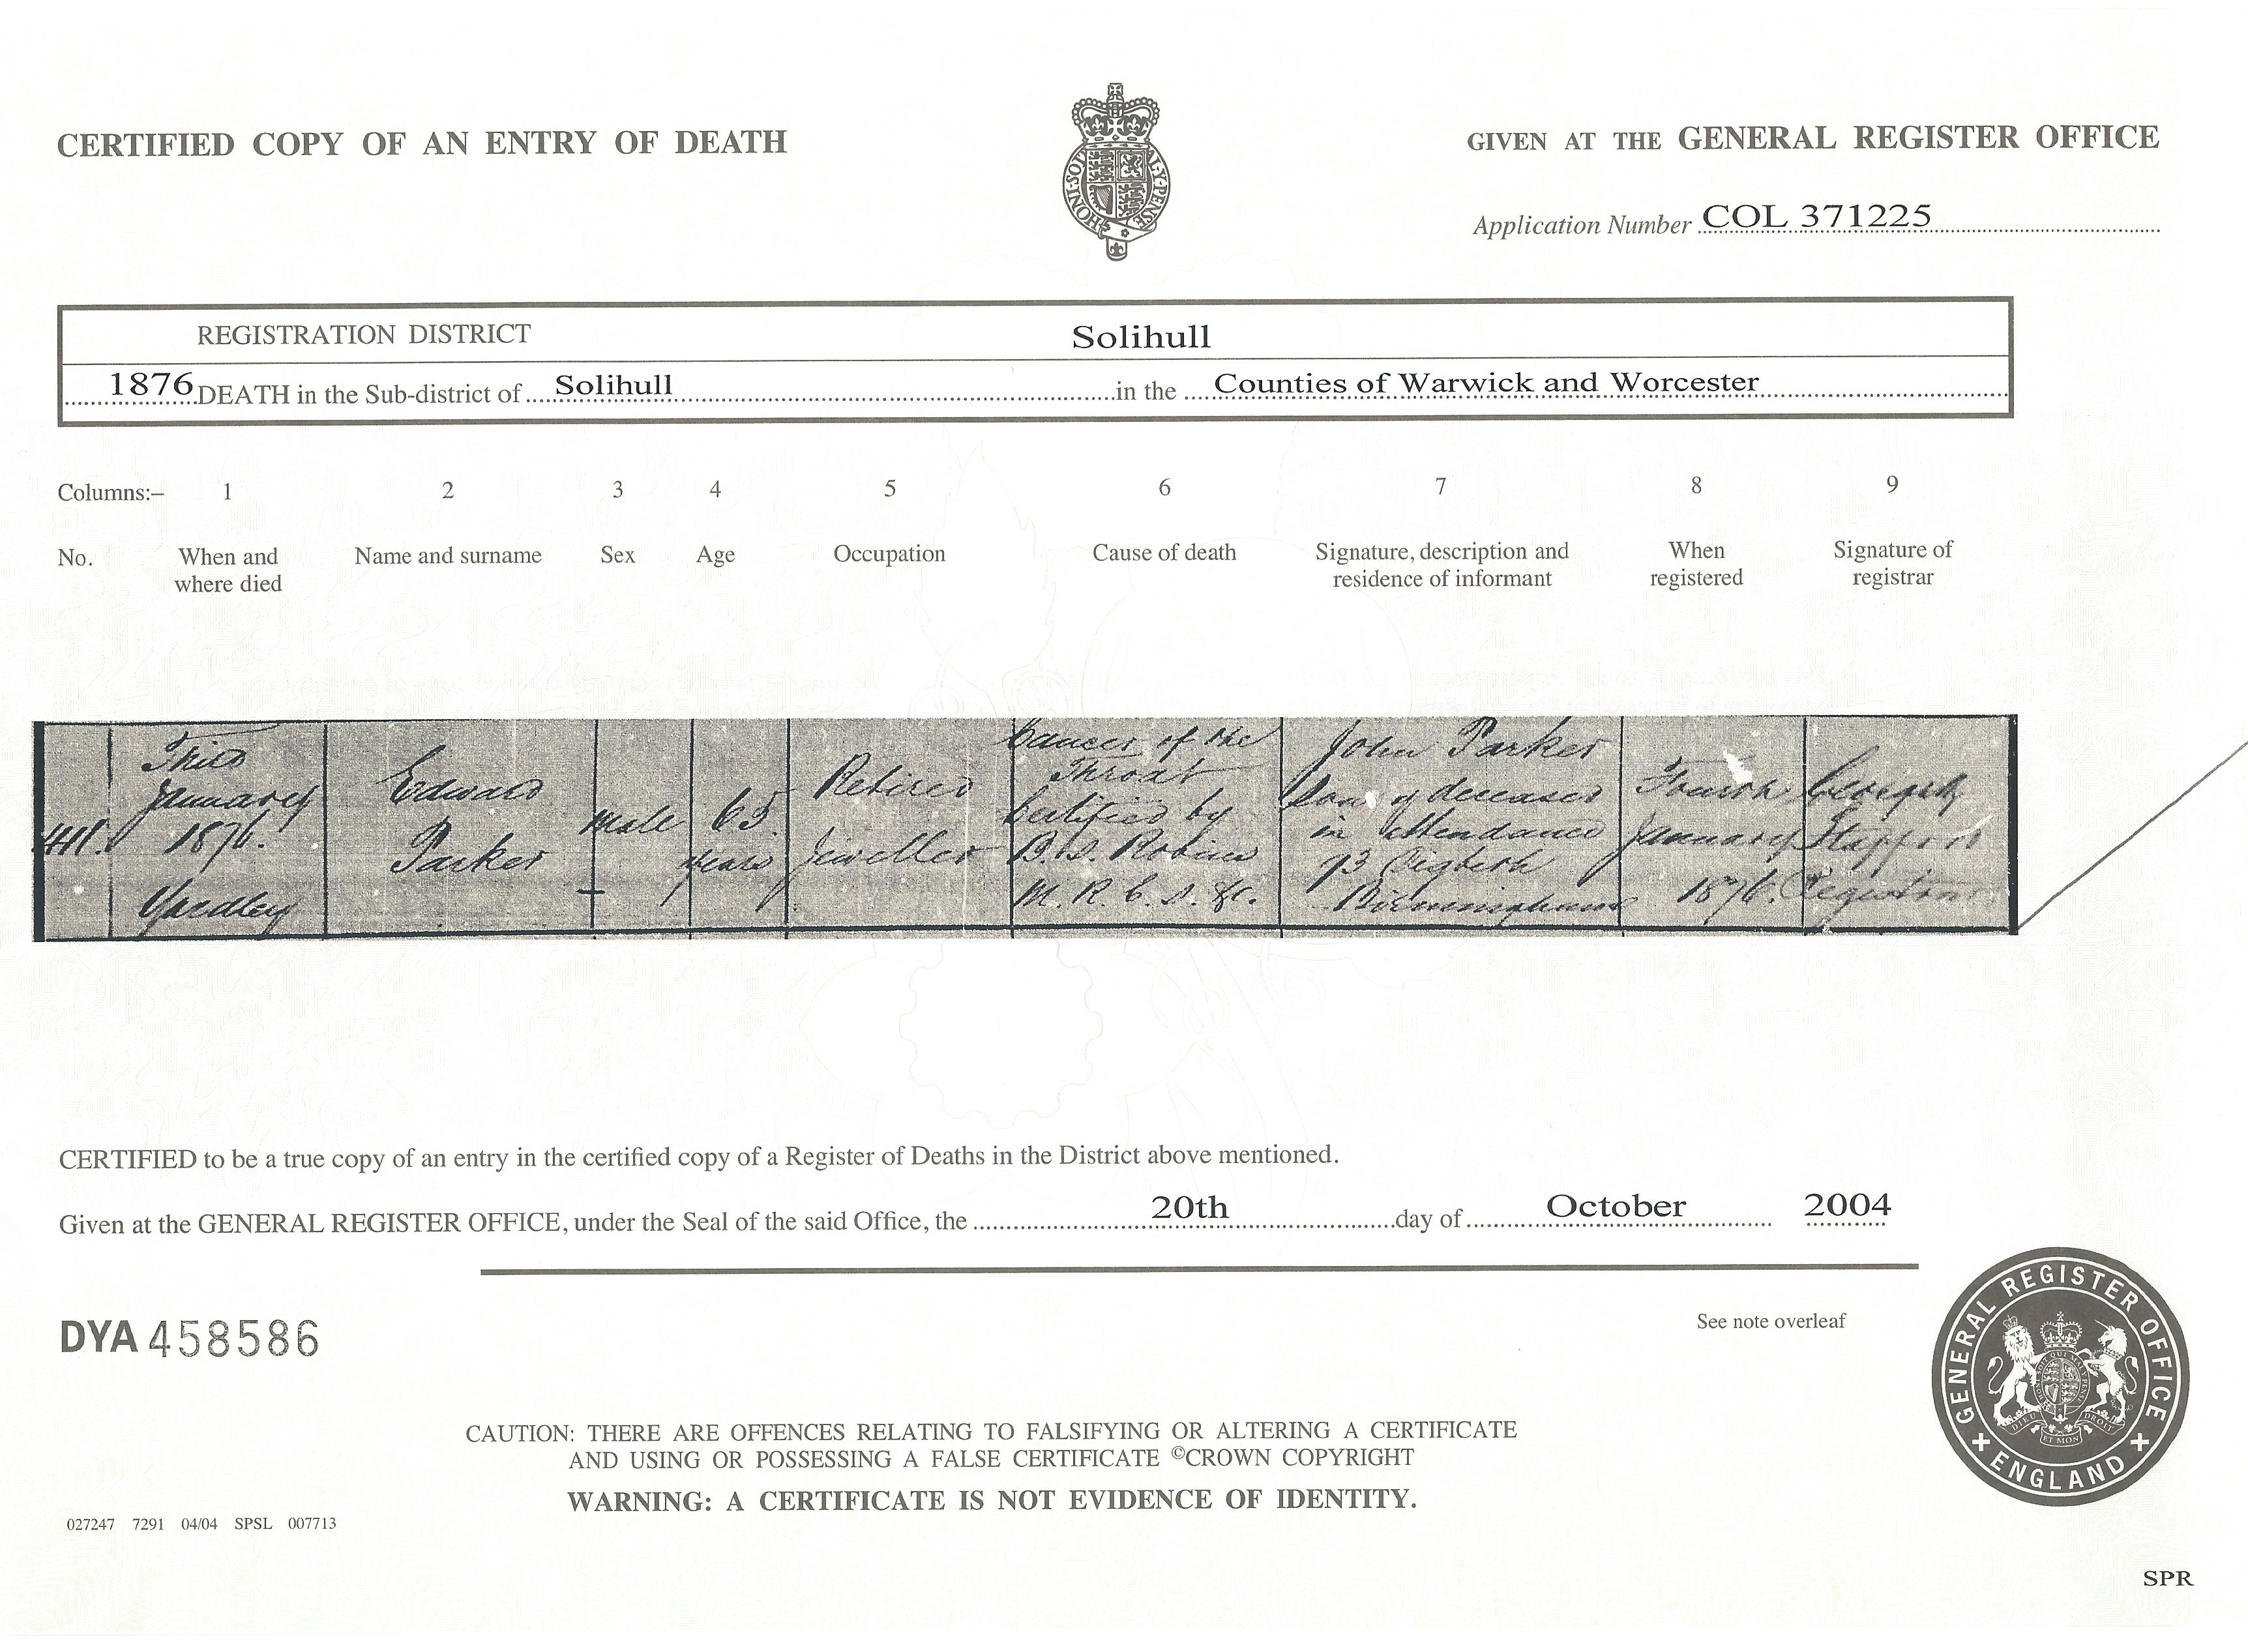 CERTIFIED COPY OF AN ENTRY OF DEATH
GIVEN AT THE GENERAL REGISTER OFFICE
Application Number COL 371225
REGISTRATION DISTRICT Solihull
1876 DEATH in the Sub-district of Solihull in the Counties of Warwick and Worcester
Columns:– 1 2 3 4 5 6 7 8 9
No.
When and
where died
Name and surname
Sex
Age
Occupation
Cause of death
Signature, description and
residence of informant
When
registered
Signature of
registrar
411.
Third
January
1876.
Yardley
Edward
Parker
Male
65
years
Retired
Jeweller
Cancer of the
Throat
Certified by
Robins
M. R. C. S. &c.
John Parker
Son of deceased
in attendance
93 Digbeth
Birmingham
Fourth
January
1876.
Registrar.
CERTIFIED to be a true copy of an entry in the certified copy of a Register of Deaths in the District above mentioned.
Given at the GENERAL REGISTER OFFICE, under the Seal of the said Office, the 20th day of October 2004
DYA 458586
See note overleaf
CAUTION: THERE ARE OFFENCES RELATING TO FALSIFYING OR ALTERING A CERTIFICATE
AND USING OR POSSESSING A FALSE CERTIFICATE ©CROWN COPYRIGHT
WARNING: A CERTIFICATE IS NOT EVIDENCE OF IDENTITY.
GENERAL REGISTER OFFICE
ENGLAND
027247 7291 04/04 SPSL 007713
SPR